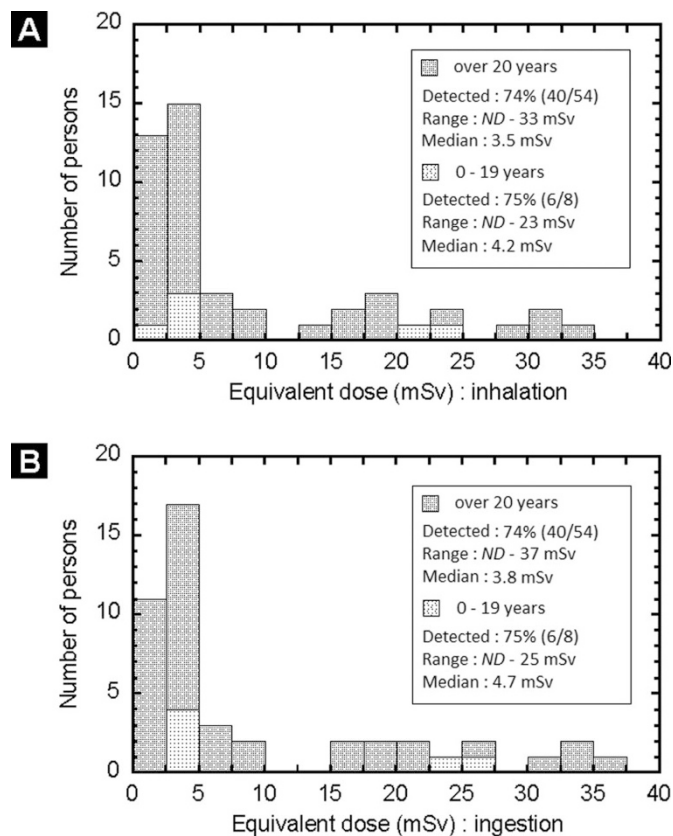 A
Number of persons
20
15
10
5
0
over 20 years
Detected : 74% (40/54)
Range : ND - 33 mSv
Median : 3.5 mSv
0 - 19 years
Detected : 75% (6/8)
Range : ND - 23 mSv
Median : 4.2 mSv
0 5 10 15 20 25 30 35 40
Equivalent dose (mSv) : inhalation
B
Number of persons
20
15
10
5
0
over 20 years
Detected : 74% (40/54)
Range : ND - 37 mSv
Median : 3.8 mSv
0 - 19 years
Detected : 75% (6/8)
Range : ND - 25 mSv
Median : 4.7 mSv
0 5 10 15 20 25 30 35 40
Equivalent dose (mSv) : ingestion